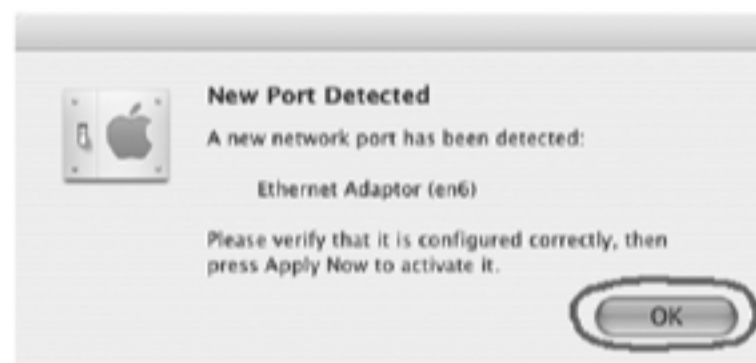 New Port Detected
A new network port has been detected:
Ethernet Adaptor (en6)
Please verify that it is configured correctly, then
press Apply Now to activate it.
OK